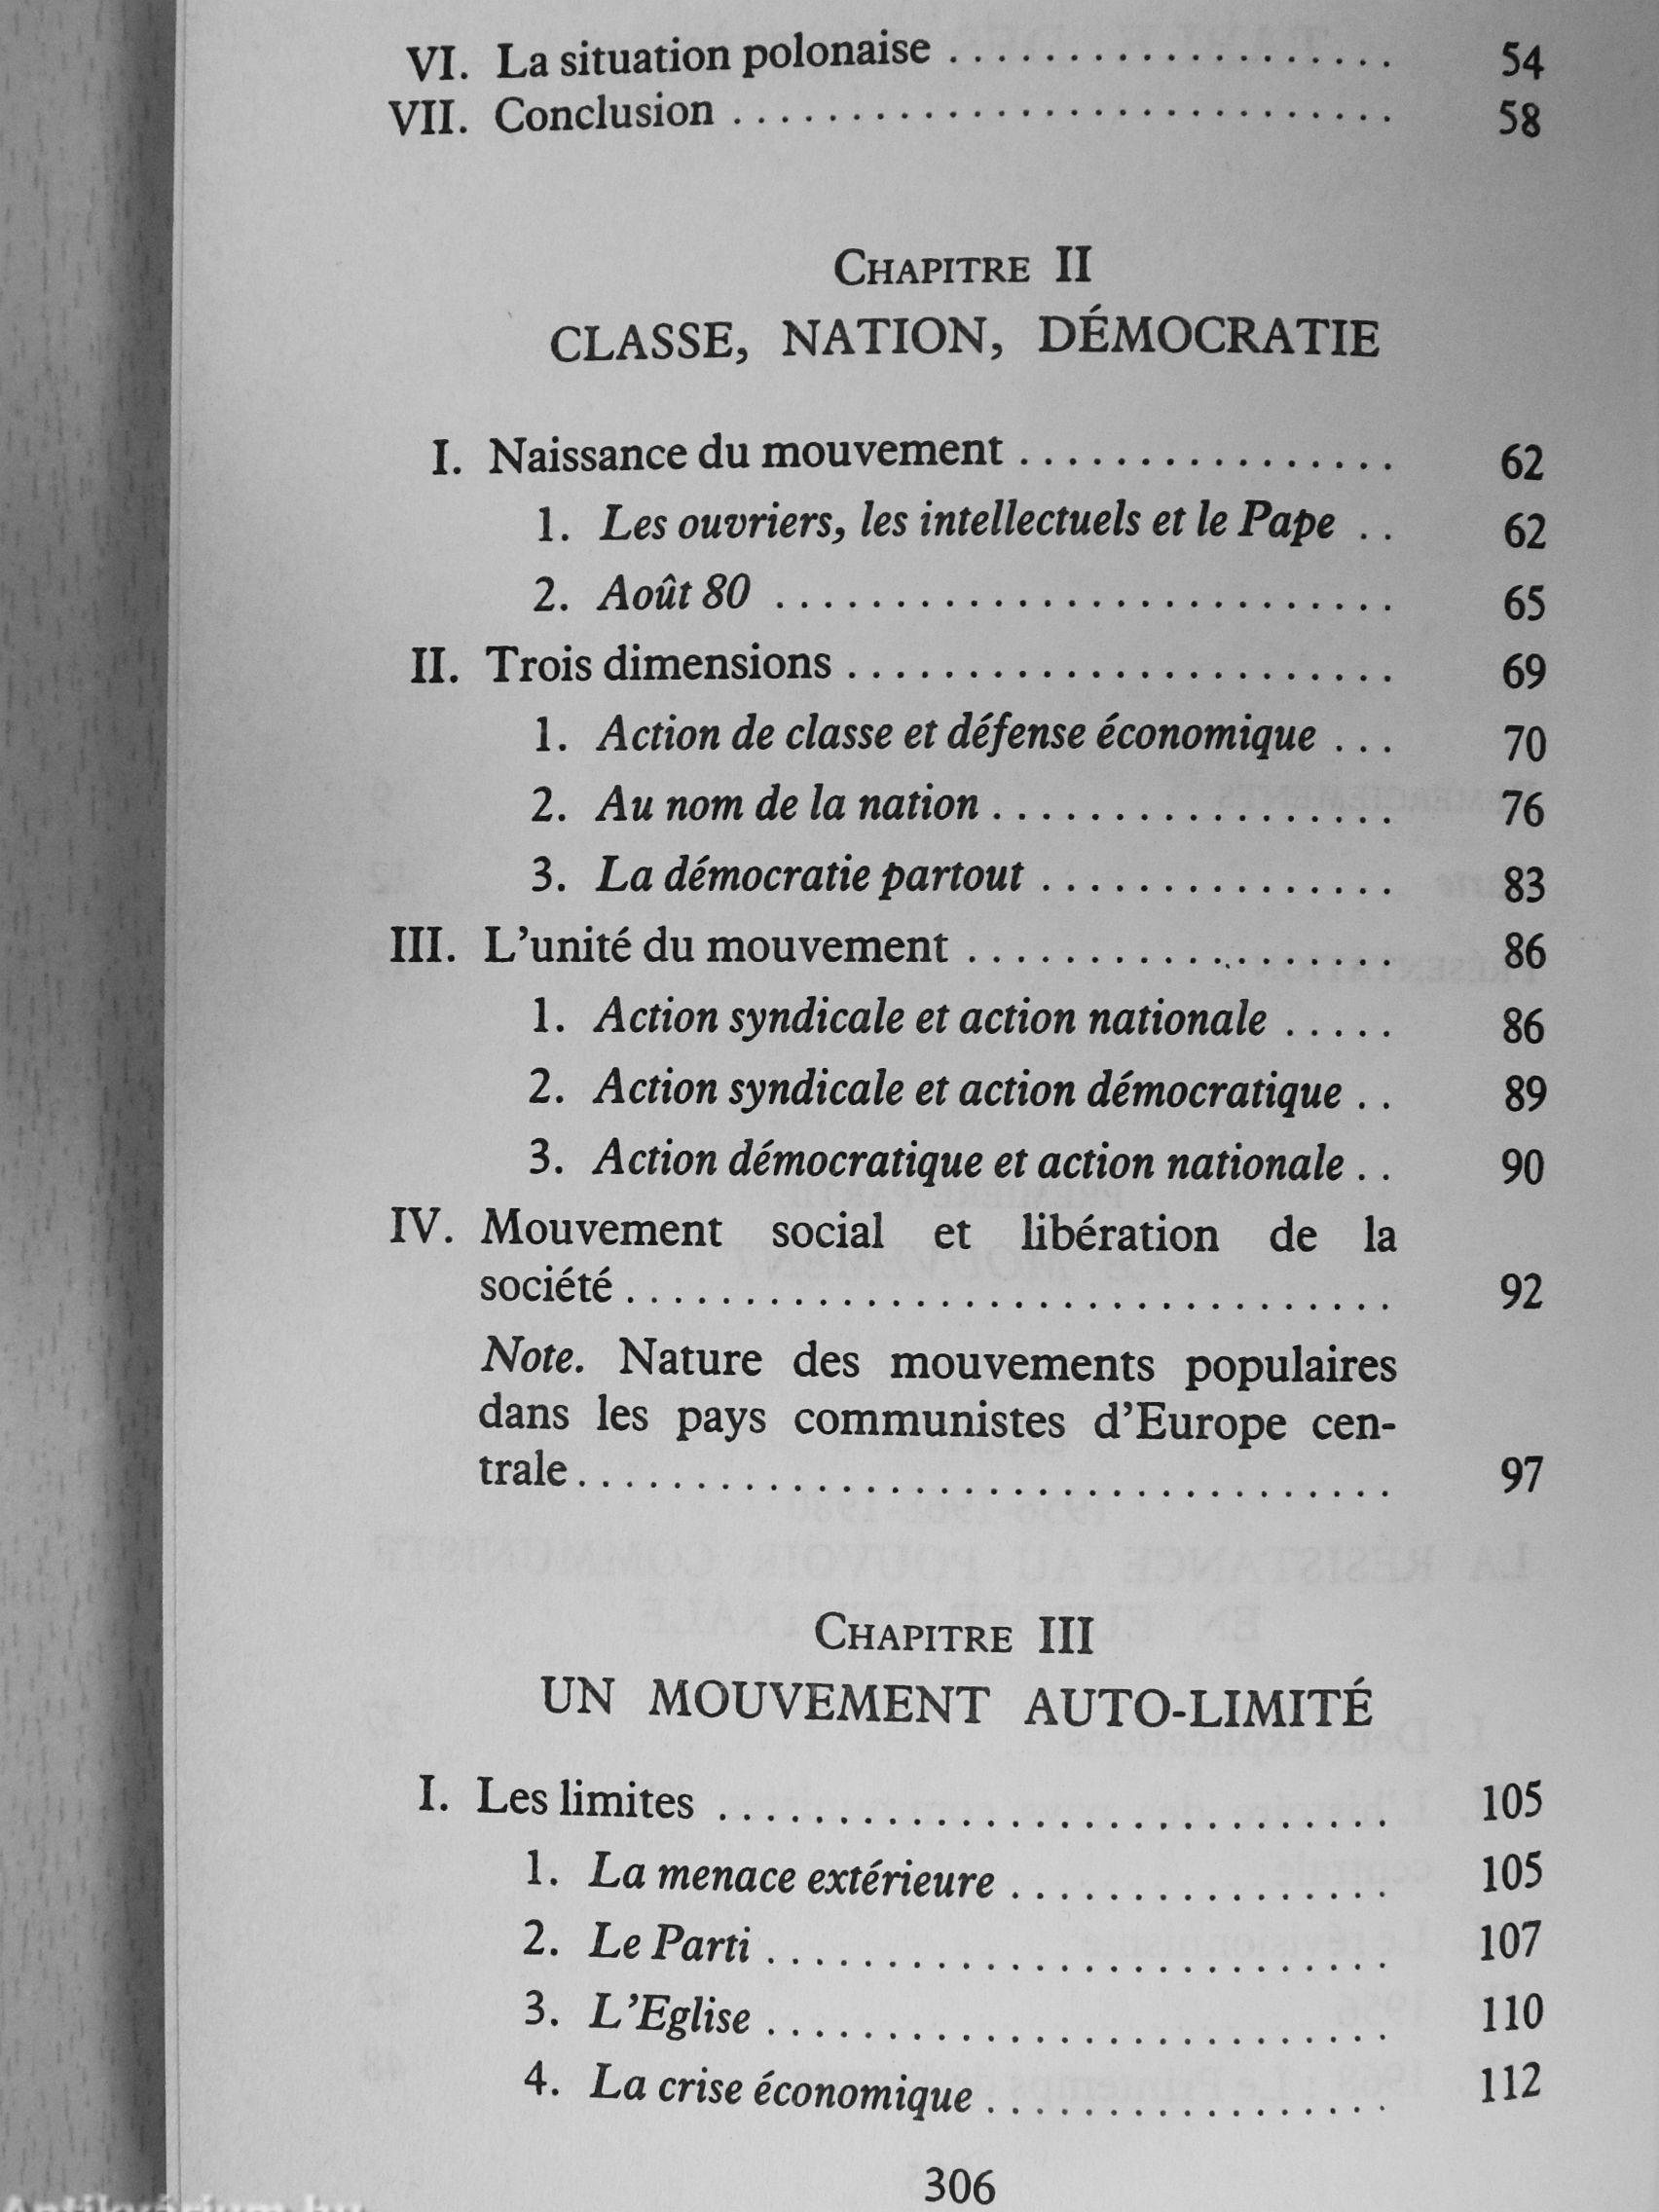 VI. La situation polonaise . . . . . . . . . . . . . . . . . . . 54
VII. Conclusion . . . . . . . . . . . . . . . . . . . . . . . . . . . . 58
CHAPITRE II
CLASSE, NATION, DÉMOCRATIE
I. Naissance du mouvement . . . . . . . . . . . . . . . . 62
1. Les ouvriers, les intellectuels et le Pape . . 62
2. Août 80 . . . . . . . . . . . . . . . . . . . . . . . . . . 65
II. Trois dimensions . . . . . . . . . . . . . . . . . . . . . . . 69
1. Action de classe et défense économique . . . 70
2. Au nom de la nation . . . . . . . . . . . . . . . . . 76
3. La démocratie partout . . . . . . . . . . . . . . . 83
III. L'unité du mouvement . . . . . . . . . . . . . . . . . . 86
1. Action syndicale et action nationale . . . . . 86
2. Action syndicale et action démocratique . . 89
3. Action démocratique et action nationale . . 90
IV. Mouvement social et libération de la
société . . . . . . . . . . . . . . . . . . . . . . . . . . . . . . . . 92
Note. Nature des mouvements populaires
dans les pays communistes d'Europe cen-
trale . . . . . . . . . . . . . . . . . . . . . . . . . . . . . . . . . . 97
CHAPITRE III
UN MOUVEMENT AUTO-LIMITÉ
I. Les limites . . . . . . . . . . . . . . . . . . . . . . . . . . . . 105
1. La menace extérieure . . . . . . . . . . . . . . . . 105
2. Le Parti . . . . . . . . . . . . . . . . . . . . . . . . . . 107
3. L'Eglise . . . . . . . . . . . . . . . . . . . . . . . . . . 110
4. La crise économique . . . . . . . . . . . . . . . . . 112
306